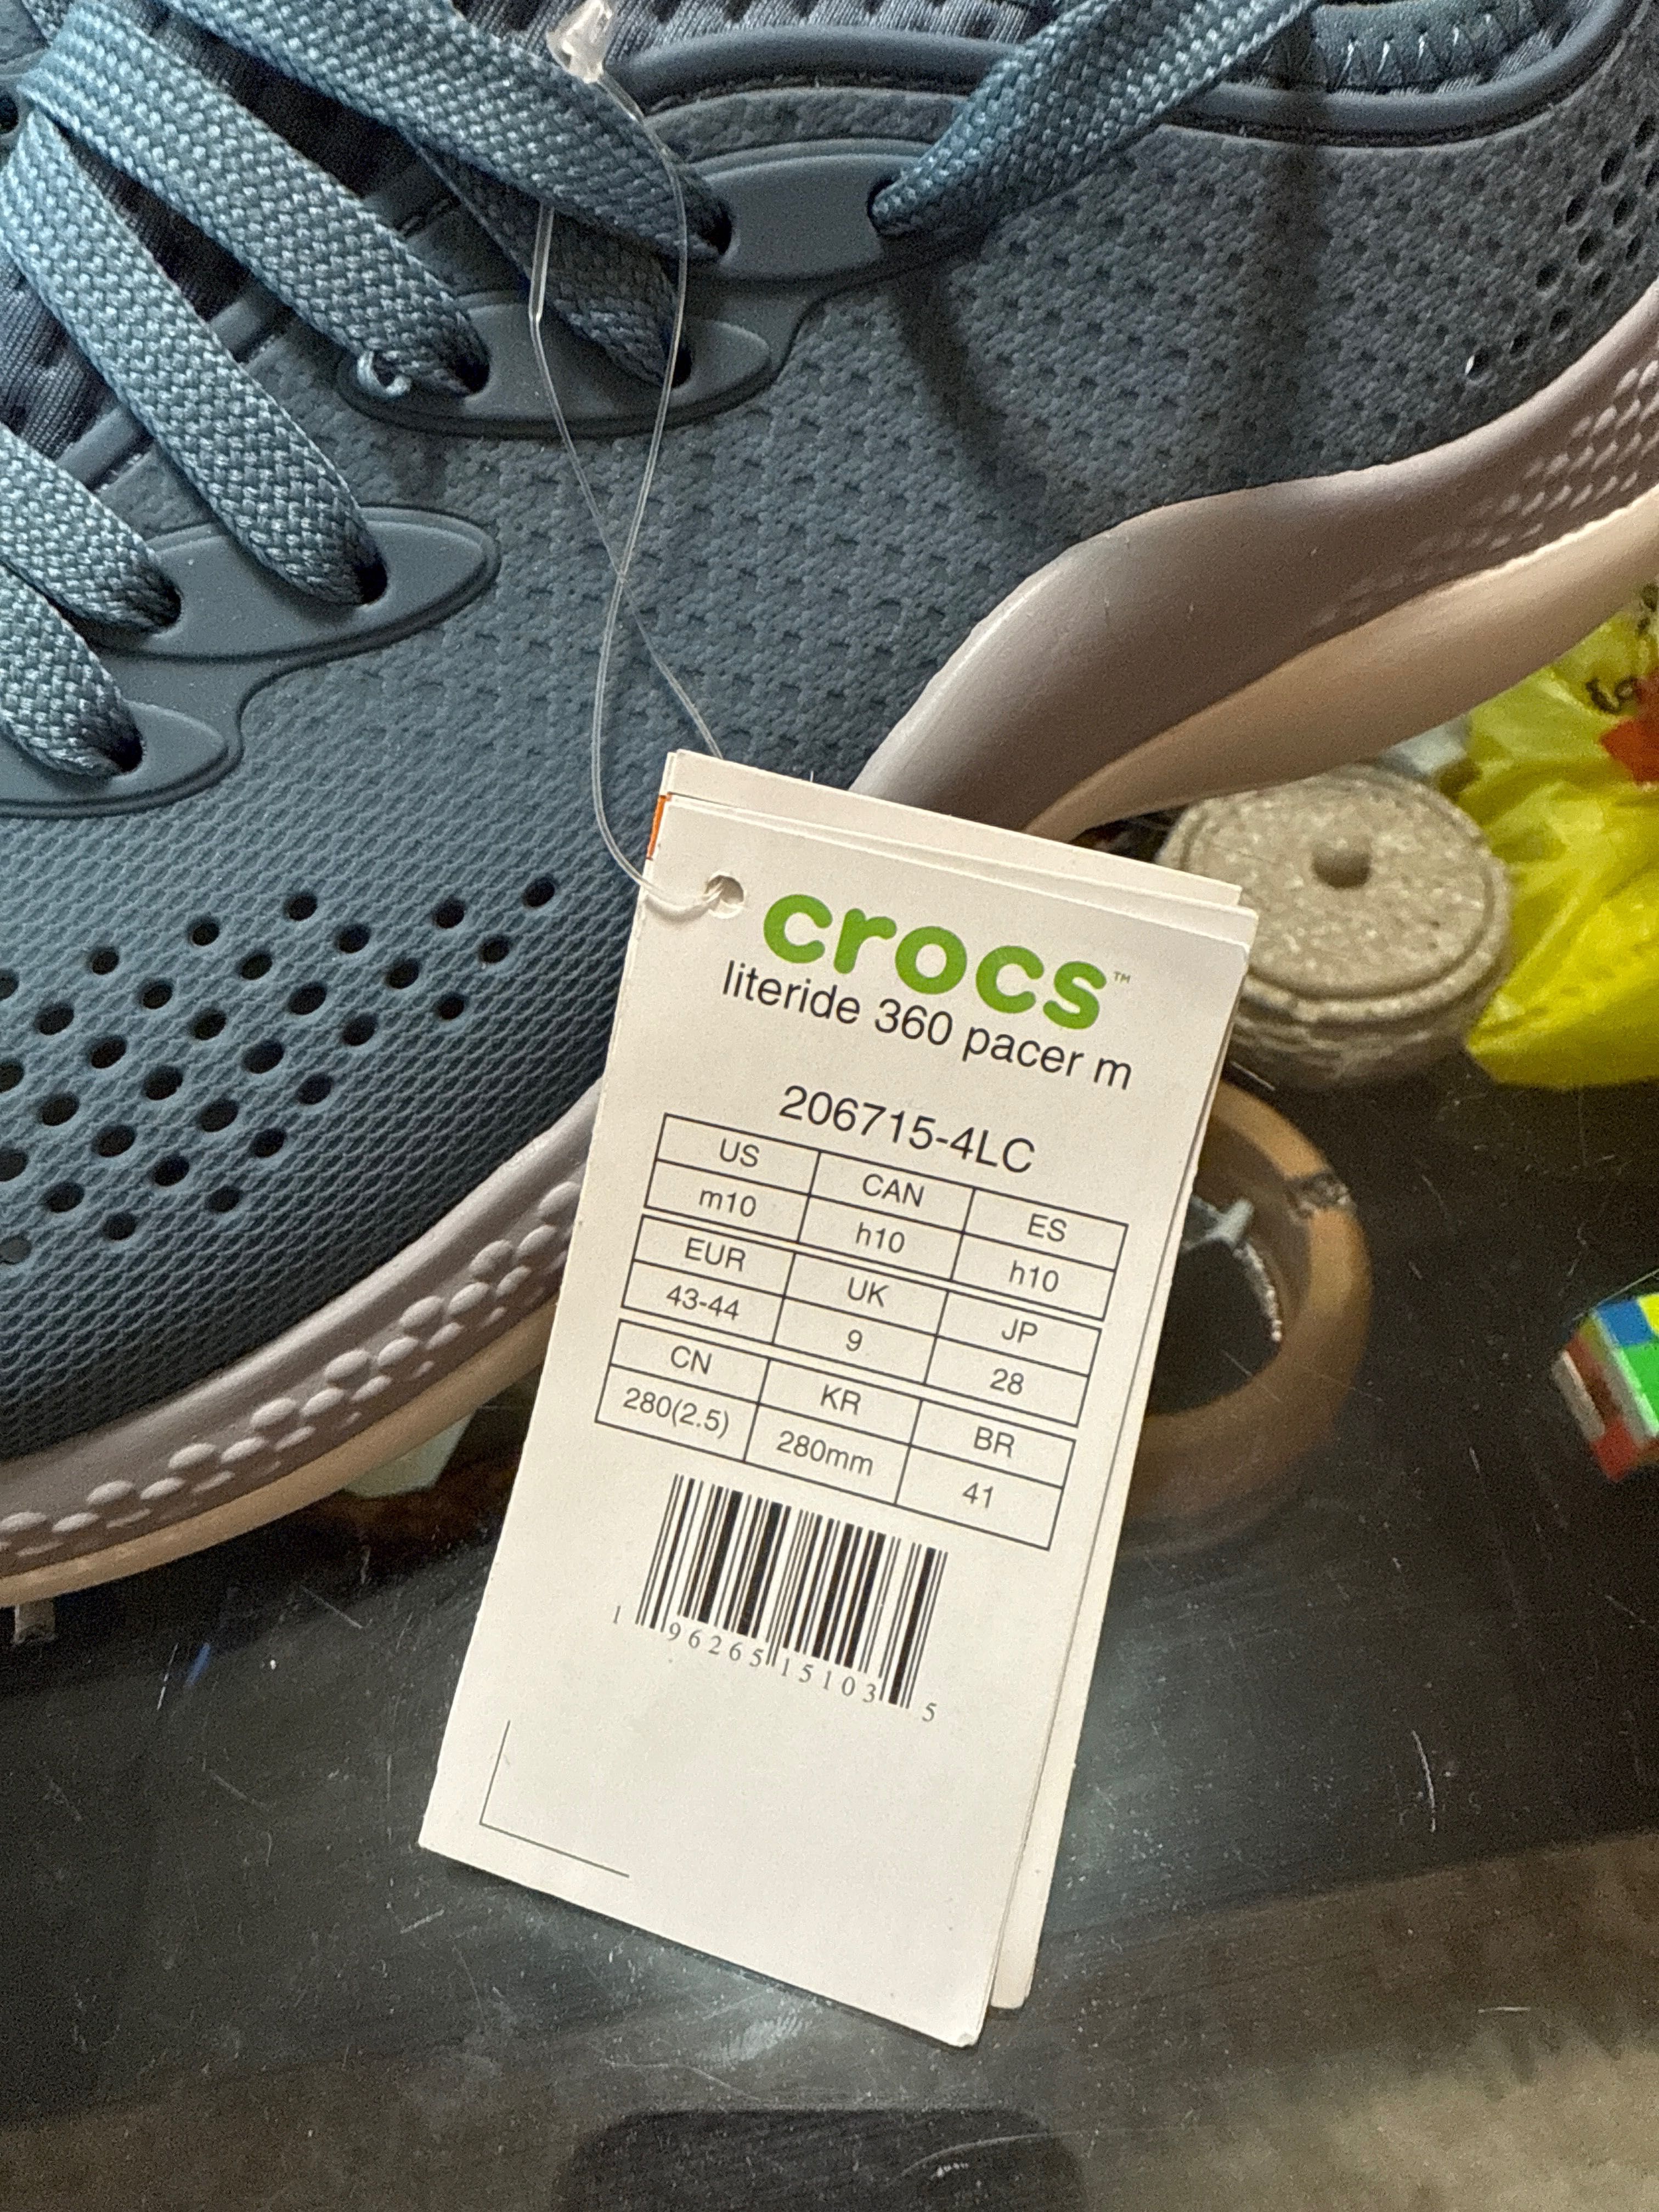 crocs™
literide 360 pacer m
206715-4LC
US CAN ES
m10 h10 h10
EUR UK JP
43-44 9 28
CN KR BR
280(2.5) 280mm 41
1 96265 15103 5